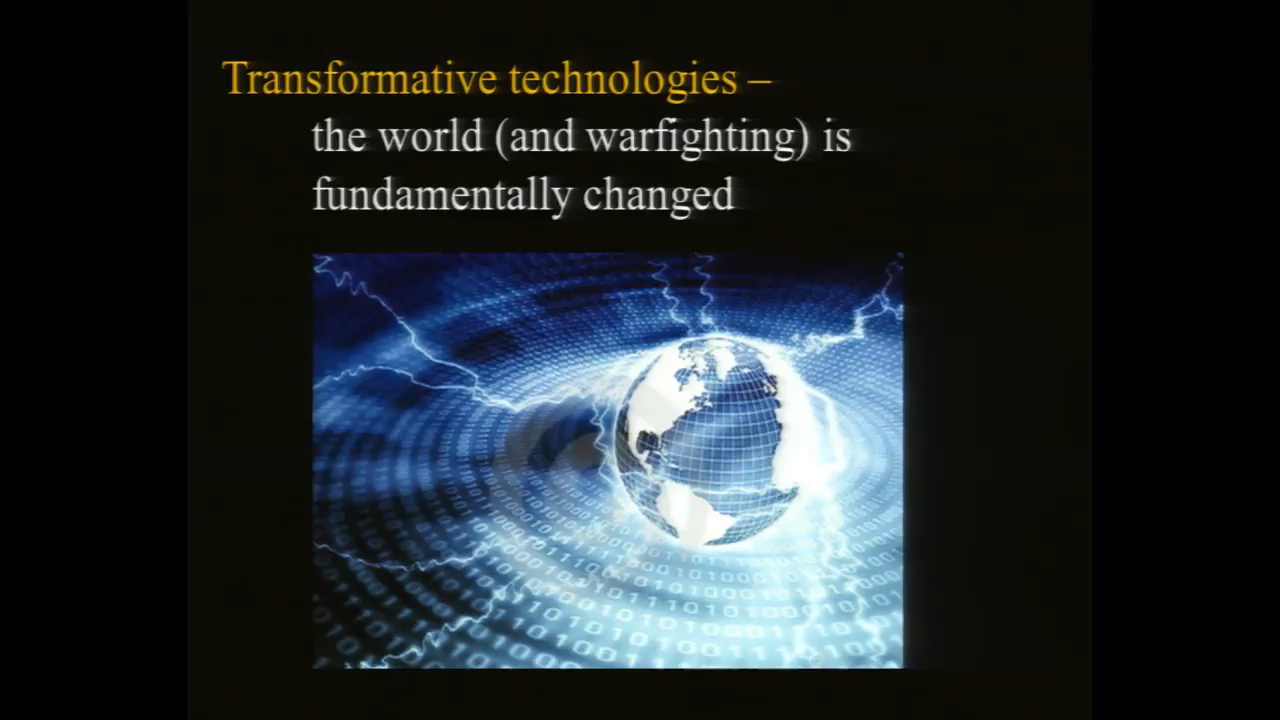 Transformative technologies –
the world (and warfighting) is
fundamentally changed